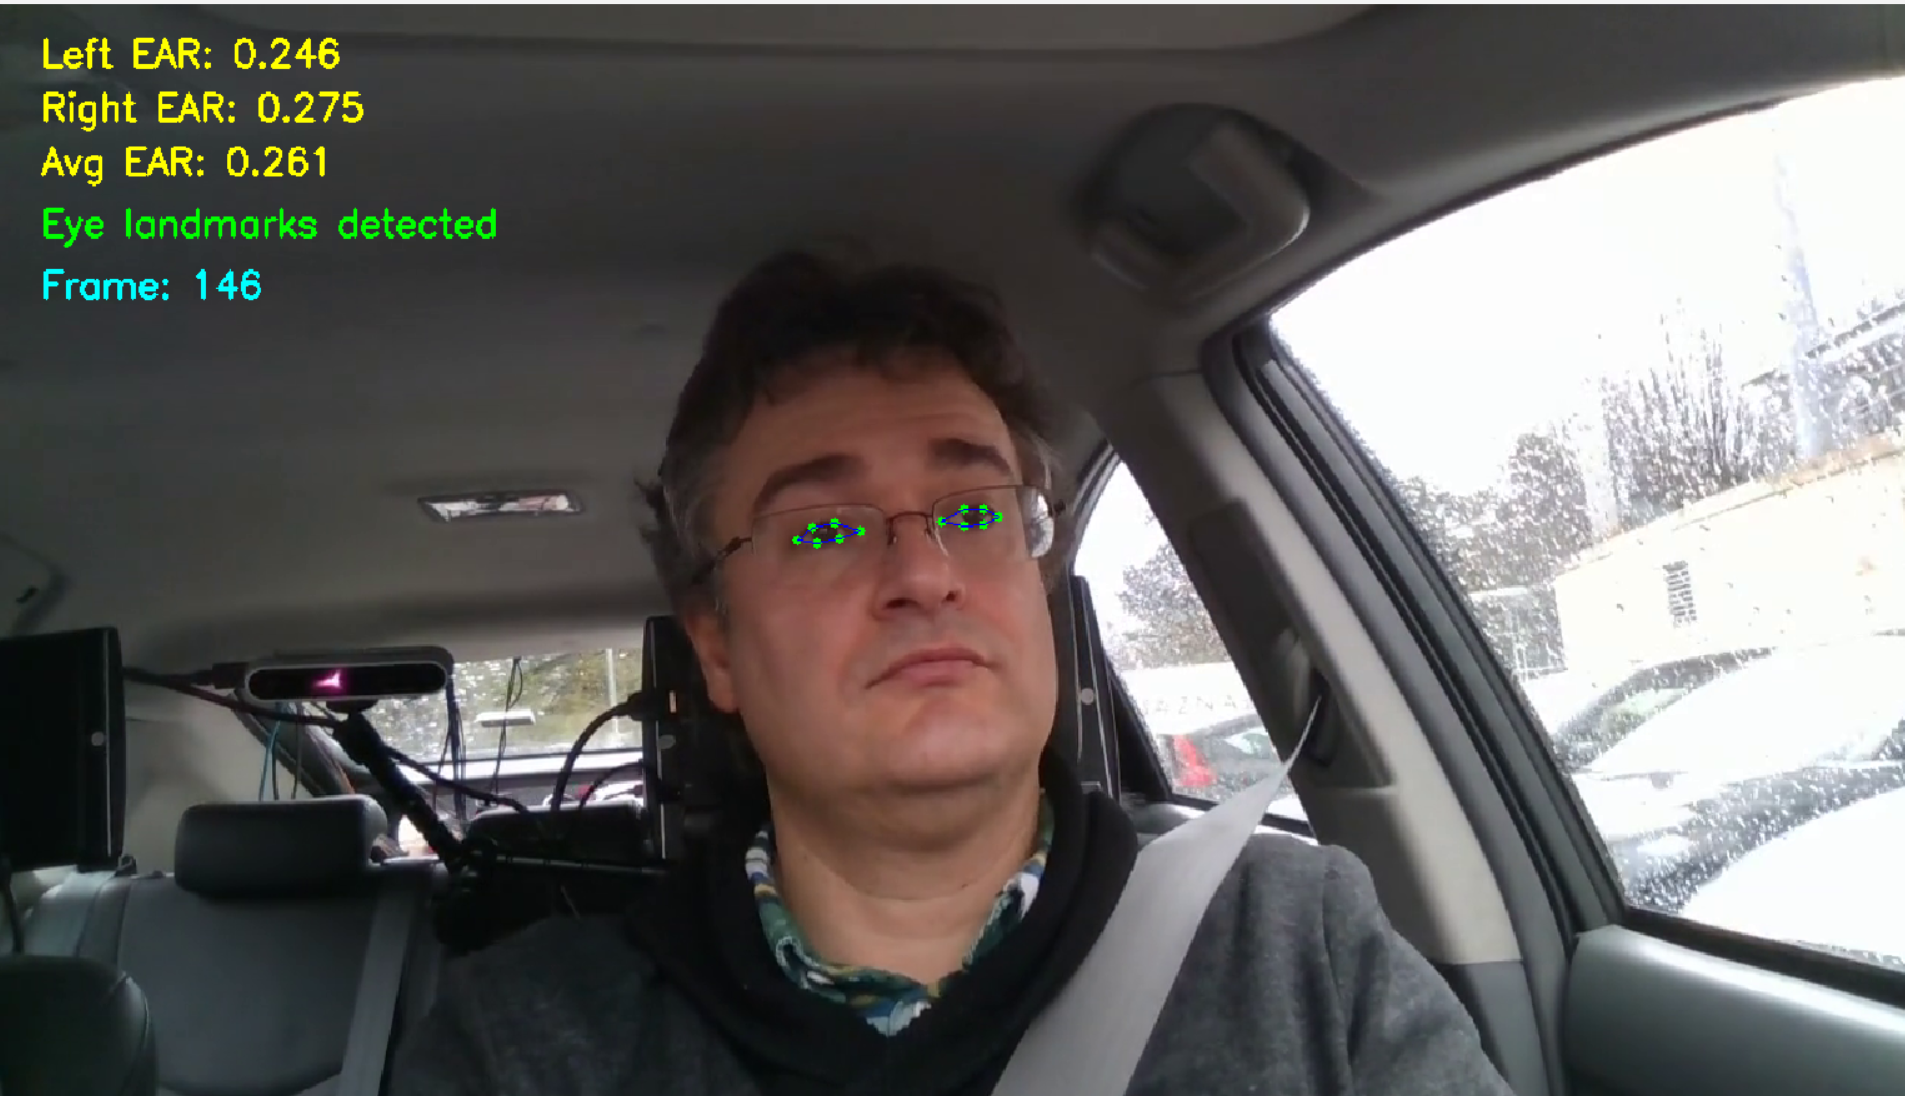 Left EAR: 0.246
Right EAR: 0.275
Avg EAR: 0.261
Eye landmarks detected
Frame: 146